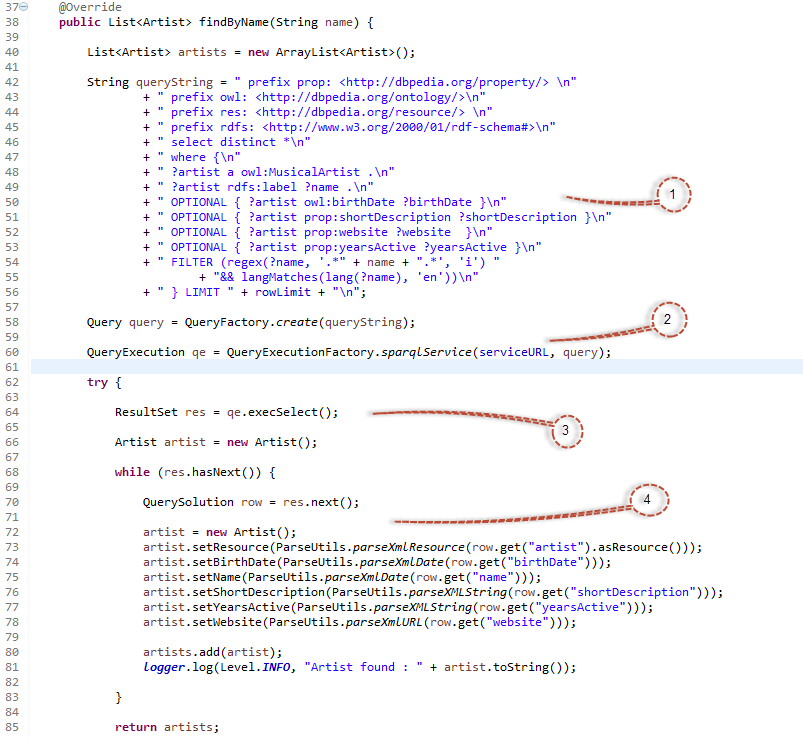 37 @Override
38 public List<Artist> findByName(String name) {
39
40 List<Artist> artists = new ArrayList<Artist>();
41
42 String queryString = " prefix prop: <http://dbpedia.org/property/> \n"
43 + " prefix owl: <http://dbpedia.org/ontology/>\n"
44 + " prefix res: <http://dbpedia.org/resource/> \n"
45 + " prefix rdfs: <http://www.w3.org/2000/01/rdf-schema#>\n"
46 + " select distinct *\n"
47 + " where {\n"
48 + " ?artist a owl:MusicalArtist .\n"
49 + " ?artist rdfs:label ?name .\n"
1
50 + " OPTIONAL { ?artist owl:birthDate ?birthDate }\n"
51 + " OPTIONAL { ?artist prop:shortDescription ?shortDescription }\n"
52 + " OPTIONAL { ?artist prop:website ?website  }\n"
53 + " OPTIONAL { ?artist prop:yearsActive ?yearsActive }\n"
54 + " FILTER (regex(?name, '.*" + name + ".*', 'i') "
55 + "&& langMatches(lang(?name), 'en'))\n"
56 + " } LIMIT " + rowLimit + "\n";
57
58 Query query = QueryFactory.create(queryString);
2
59
60 QueryExecution qe = QueryExecutionFactory.sparqlService(serviceURL, query);
61
62 try {
63
64 ResultSet res = qe.execSelect();
65
3
66 Artist artist = new Artist();
67
68 while (res.hasNext()) {
69
70 QuerySolution row = res.next();
4
71
72 artist = new Artist();
73 artist.setResource(ParseUtils.parseXmlResource(row.get("artist").asResource()));
74 artist.setBirthDate(ParseUtils.parseXmlDate(row.get("birthDate")));
75 artist.setName(ParseUtils.parseXmlDate(row.get("name")));
76 artist.setShortDescription(ParseUtils.parseXMLString(row.get("shortDescription")));
77 artist.setYearsActive(ParseUtils.parseXMLString(row.get("yearsActive")));
78 artist.setWebsite(ParseUtils.parseXmlURL(row.get("website")));
79
80 artists.add(artist);
81 logger.log(Level.INFO, "Artist found : " + artist.toString());
82
83 }
84
85 return artists;